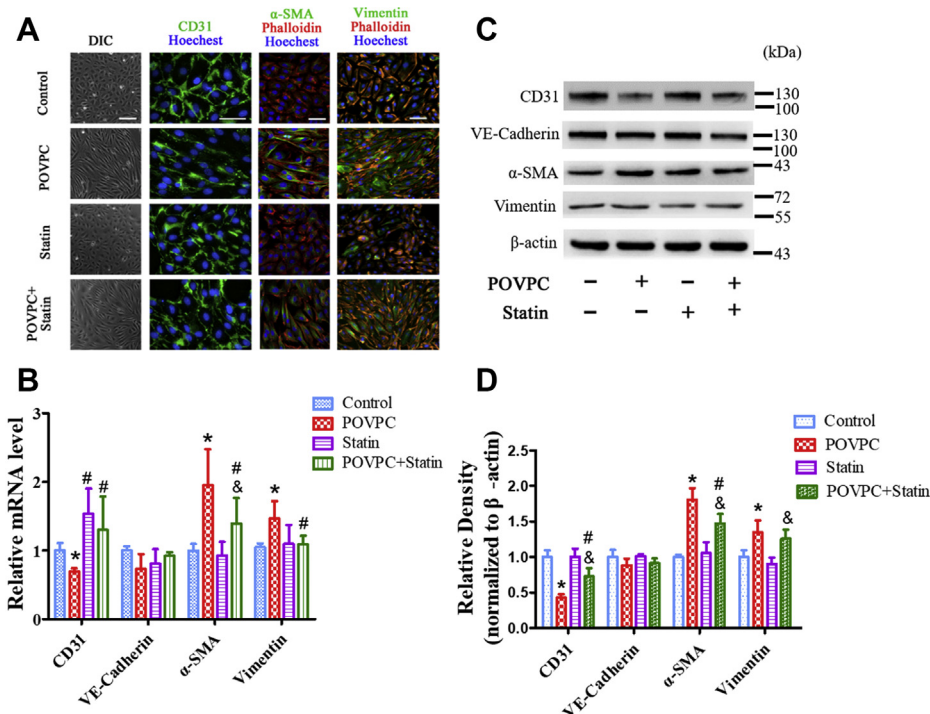 A
DIC
CD31
Hoechest
α-SMA
Phalloidin
Hoechest
Vimentin
Phalloidin
Hoechest
Control
POVPC
Statin
POVPC+
Statin
C
(kDa)
CD31
130
100
VE-Cadherin
130
100
α-SMA
43
Vimentin
72
55
β-actin
43
POVPC - + - +
Statin - - + +
B
Relative mRNA level
3
2
1
0
Control
POVPC
Statin
POVPC+Statin
* # #
* # &
* #
CD31
VE-Cadherin
α-SMA
Vimentin
D
Relative Density
(normalized to β -actin)
2.5
2.0
1.5
1.0
0.5
0.0
Control
POVPC
Statin
POVPC+Statin
* # &
* # &
* &
CD31
VE-Cadherin
α-SMA
Vimentin